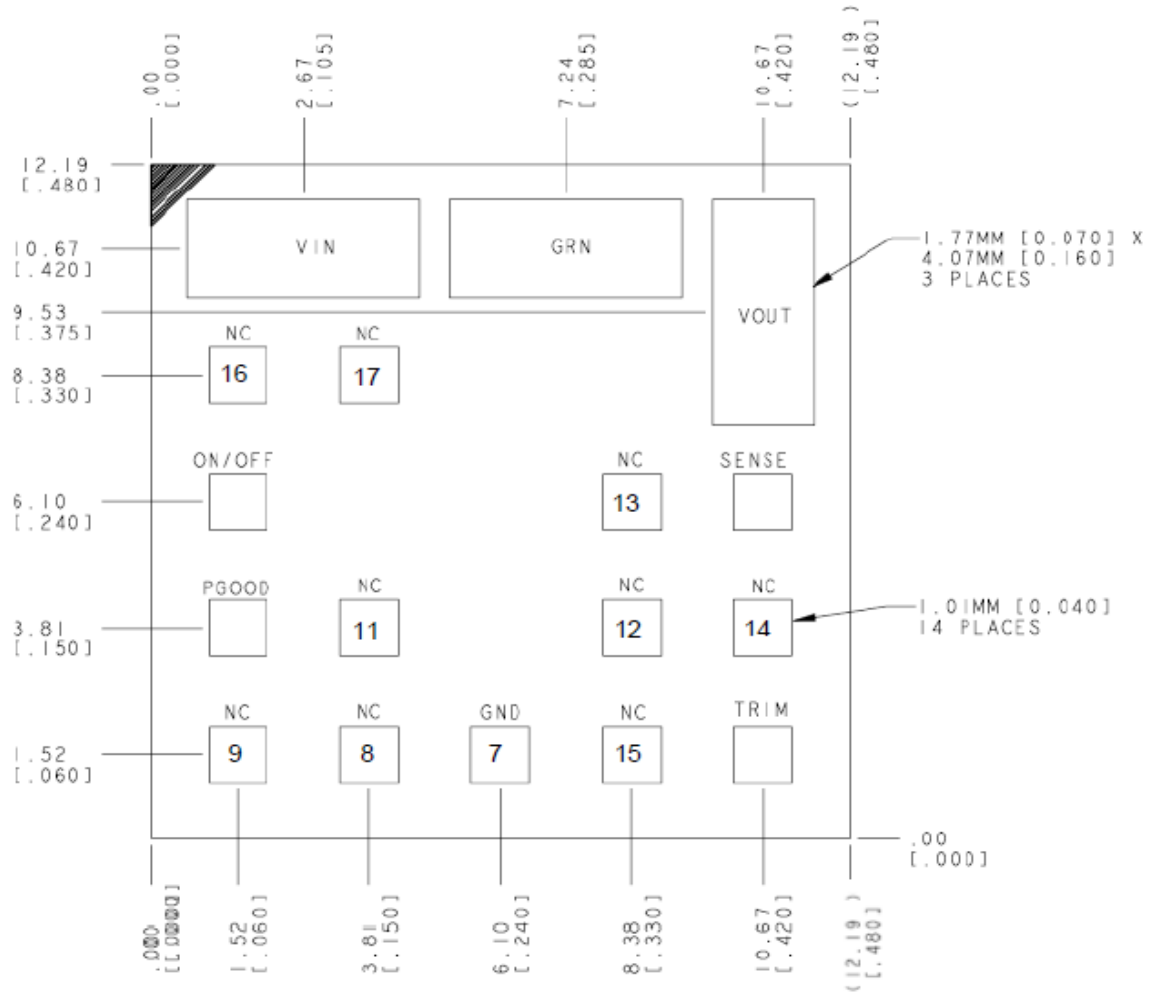 .00
[.000]
2.67
[.105]
7.24
[.285]
10.67
[.420]
(12.19 )
[.480]
12.19
[.480]
10.67
[.420]
VIN
GRN
1.77MM [0.070] X
4.07MM [0.160]
3 PLACES
9.53
[.375]
VOUT
NC
NC
8.38
[.330]
16
17
ON/OFF
NC
SENSE
6.10
[.240]
13
PGOOD
NC
NC
NC
3.81
[.150]
11
12
14
1.01MM [0.040]
14 PLACES
NC
NC
GND
NC
TRIM
1.52
[.060]
9
8
7
15
.00
[.000]
1.52
[.060]
3.81
[.150]
6.10
[.240]
8.38
[.330]
10.67
[.420]
(12.19 )
[.480]